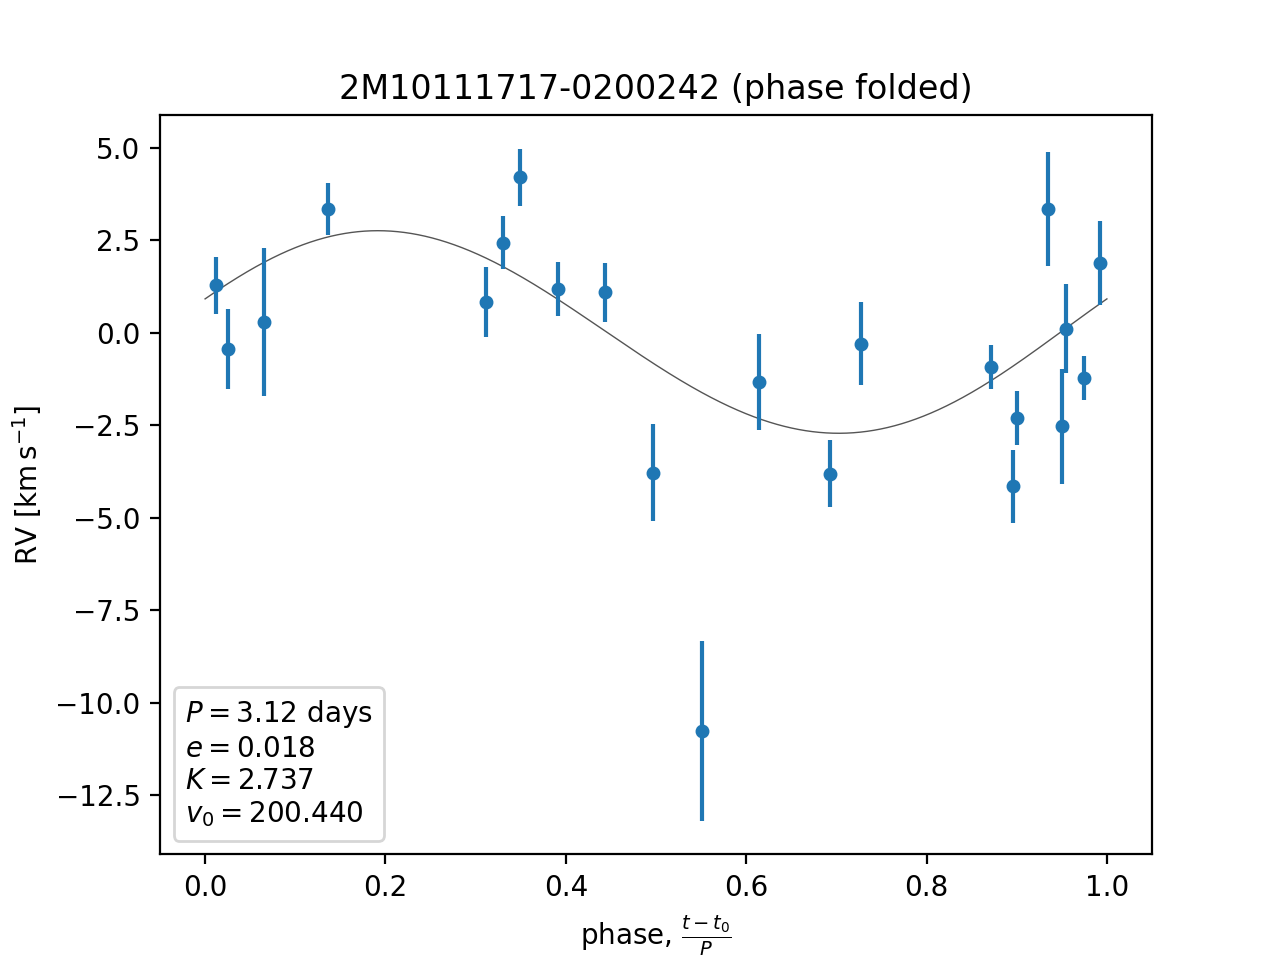 2M10111717-0200242 (phase folded)
RV [km s⁻¹]
5.0
2.5
0.0
−2.5
−5.0
−7.5
−10.0
−12.5
P = 3.12 days
e = 0.018
K = 2.737
v₀ = 200.440
0.0 0.2 0.4 0.6 0.8 1.0
phase, (t − t₀)/P